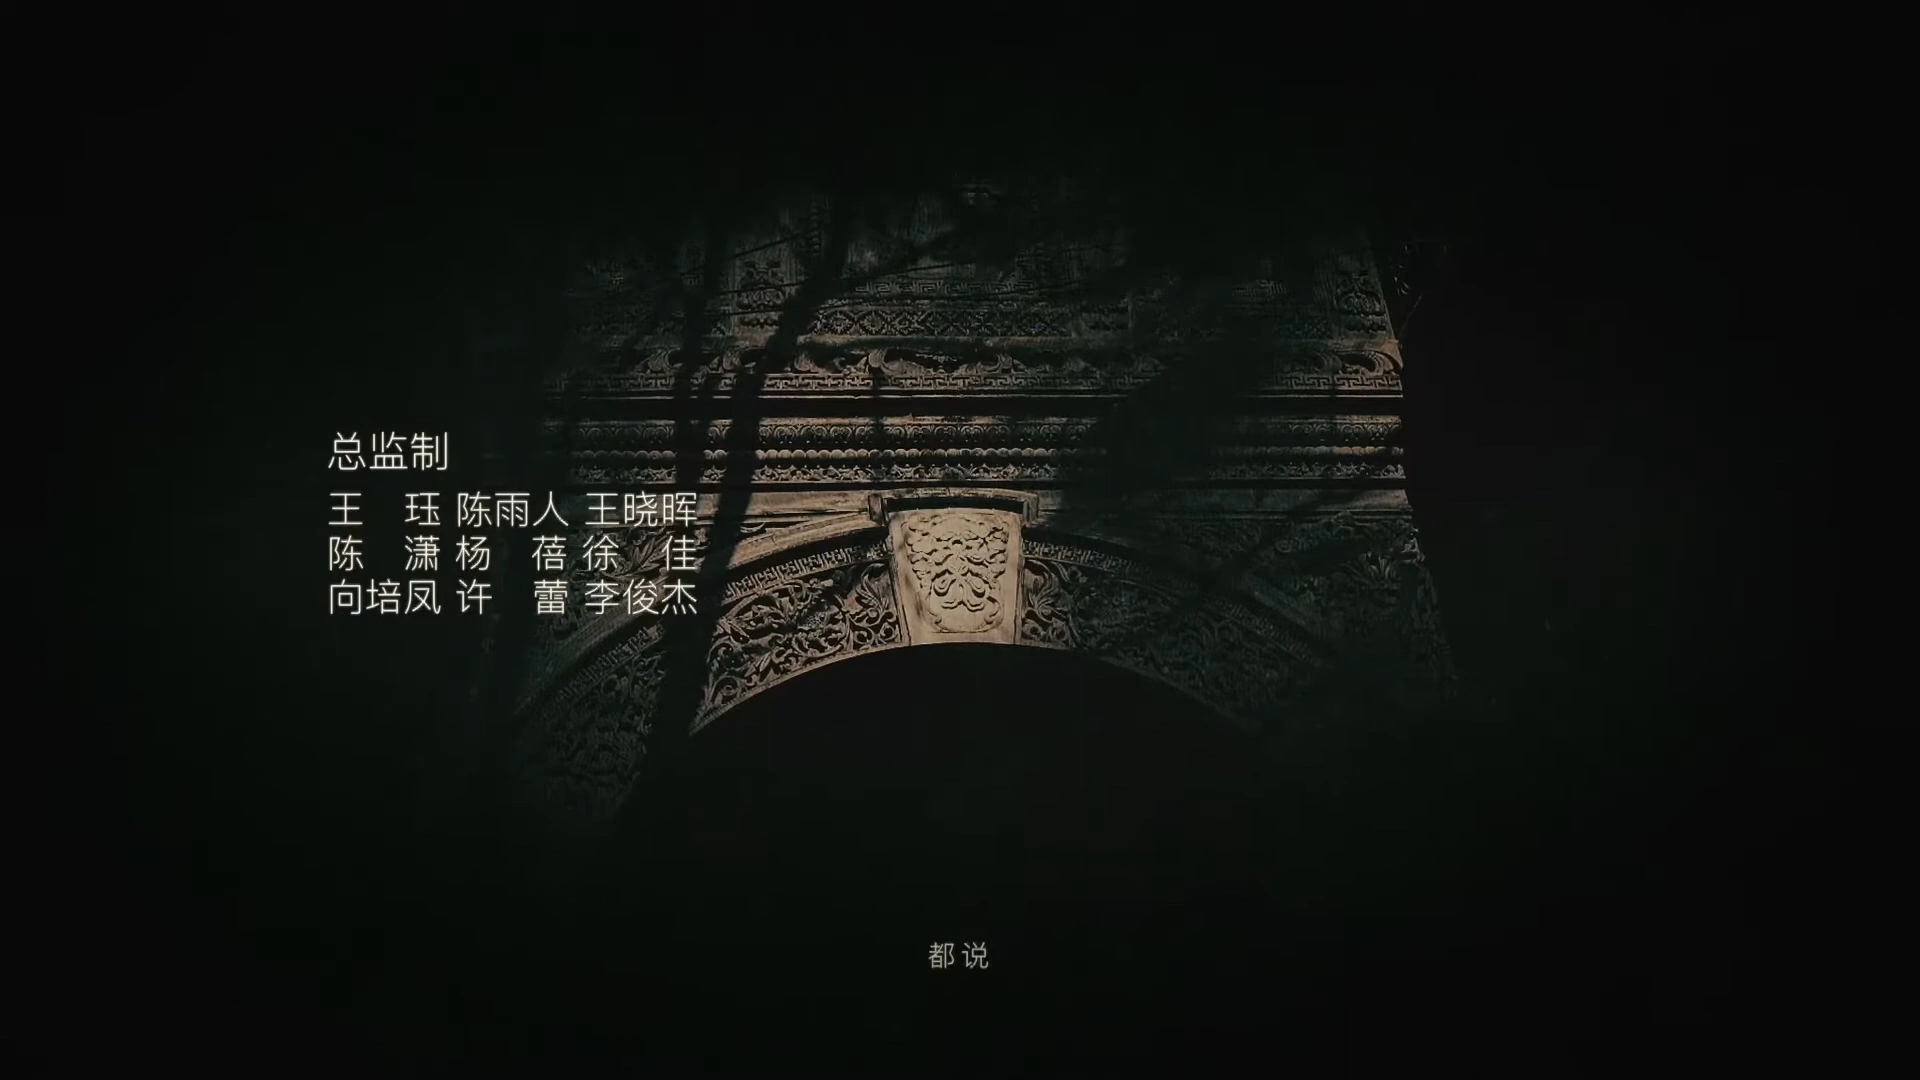 总监制
王　珏 陈雨人 王晓晖
陈　潇 杨　蓓 徐　佳
向培凤 许　蕾 李俊杰
都说